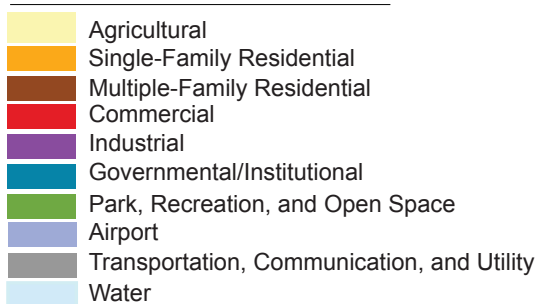 Agricultural
Single-Family Residential
Multiple-Family Residential
Commercial
Industrial
Governmental/Institutional
Park, Recreation, and Open Space
Airport
Transportation, Communication, and Utility
Water